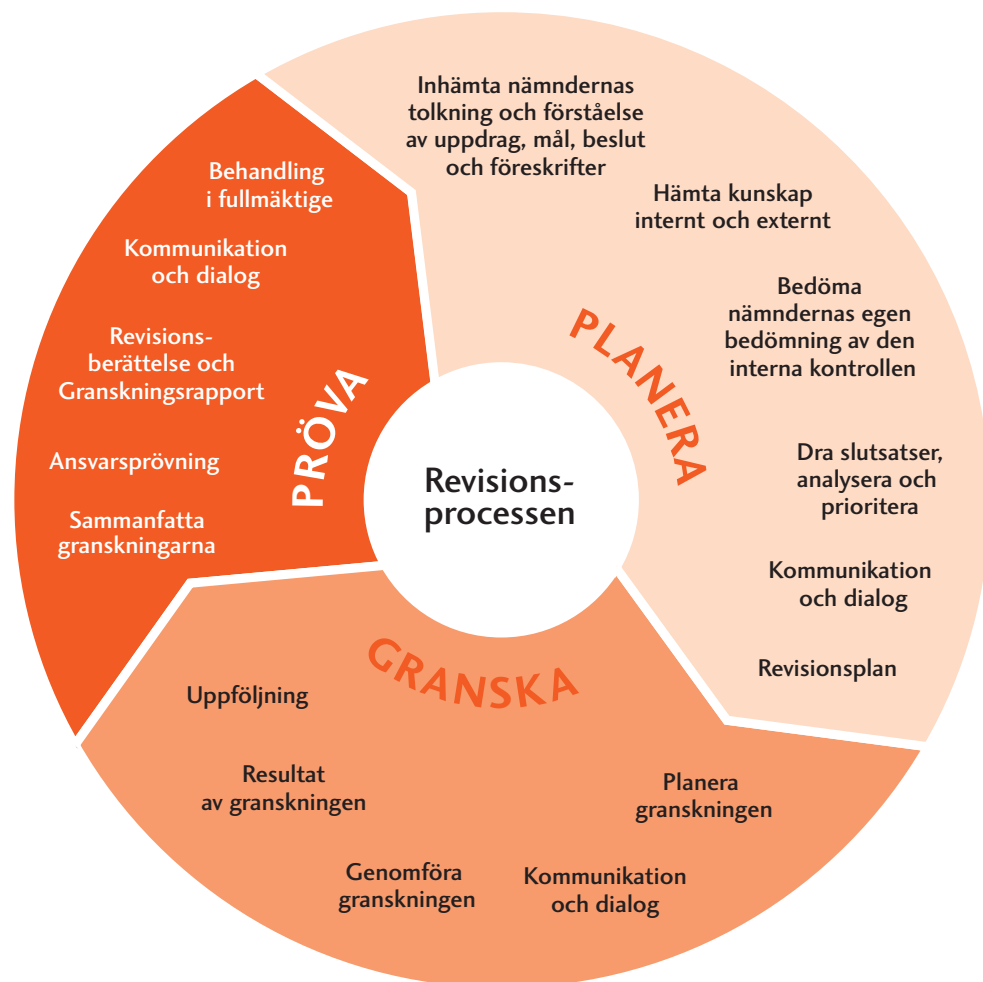 Revisions-
processen
PLANERA
Inhämta nämndernas
tolkning och förståelse
av uppdrag, mål, beslut
och föreskrifter
Hämta kunskap
internt och externt
Bedöma
nämndernas egen
bedömning av den
interna kontrollen
Dra slutsatser,
analysera och
prioritera
Kommunikation
och dialog
Revisionsplan
GRANSKA
Planera
granskningen
Kommunikation
och dialog
Genomföra
granskningen
Resultat
av granskningen
Uppföljning
PRÖVA
Sammanfatta
granskningarna
Ansvarsprövning
Revisions-
berättelse och
Granskningsrapport
Kommunikation
och dialog
Behandling
i fullmäktige